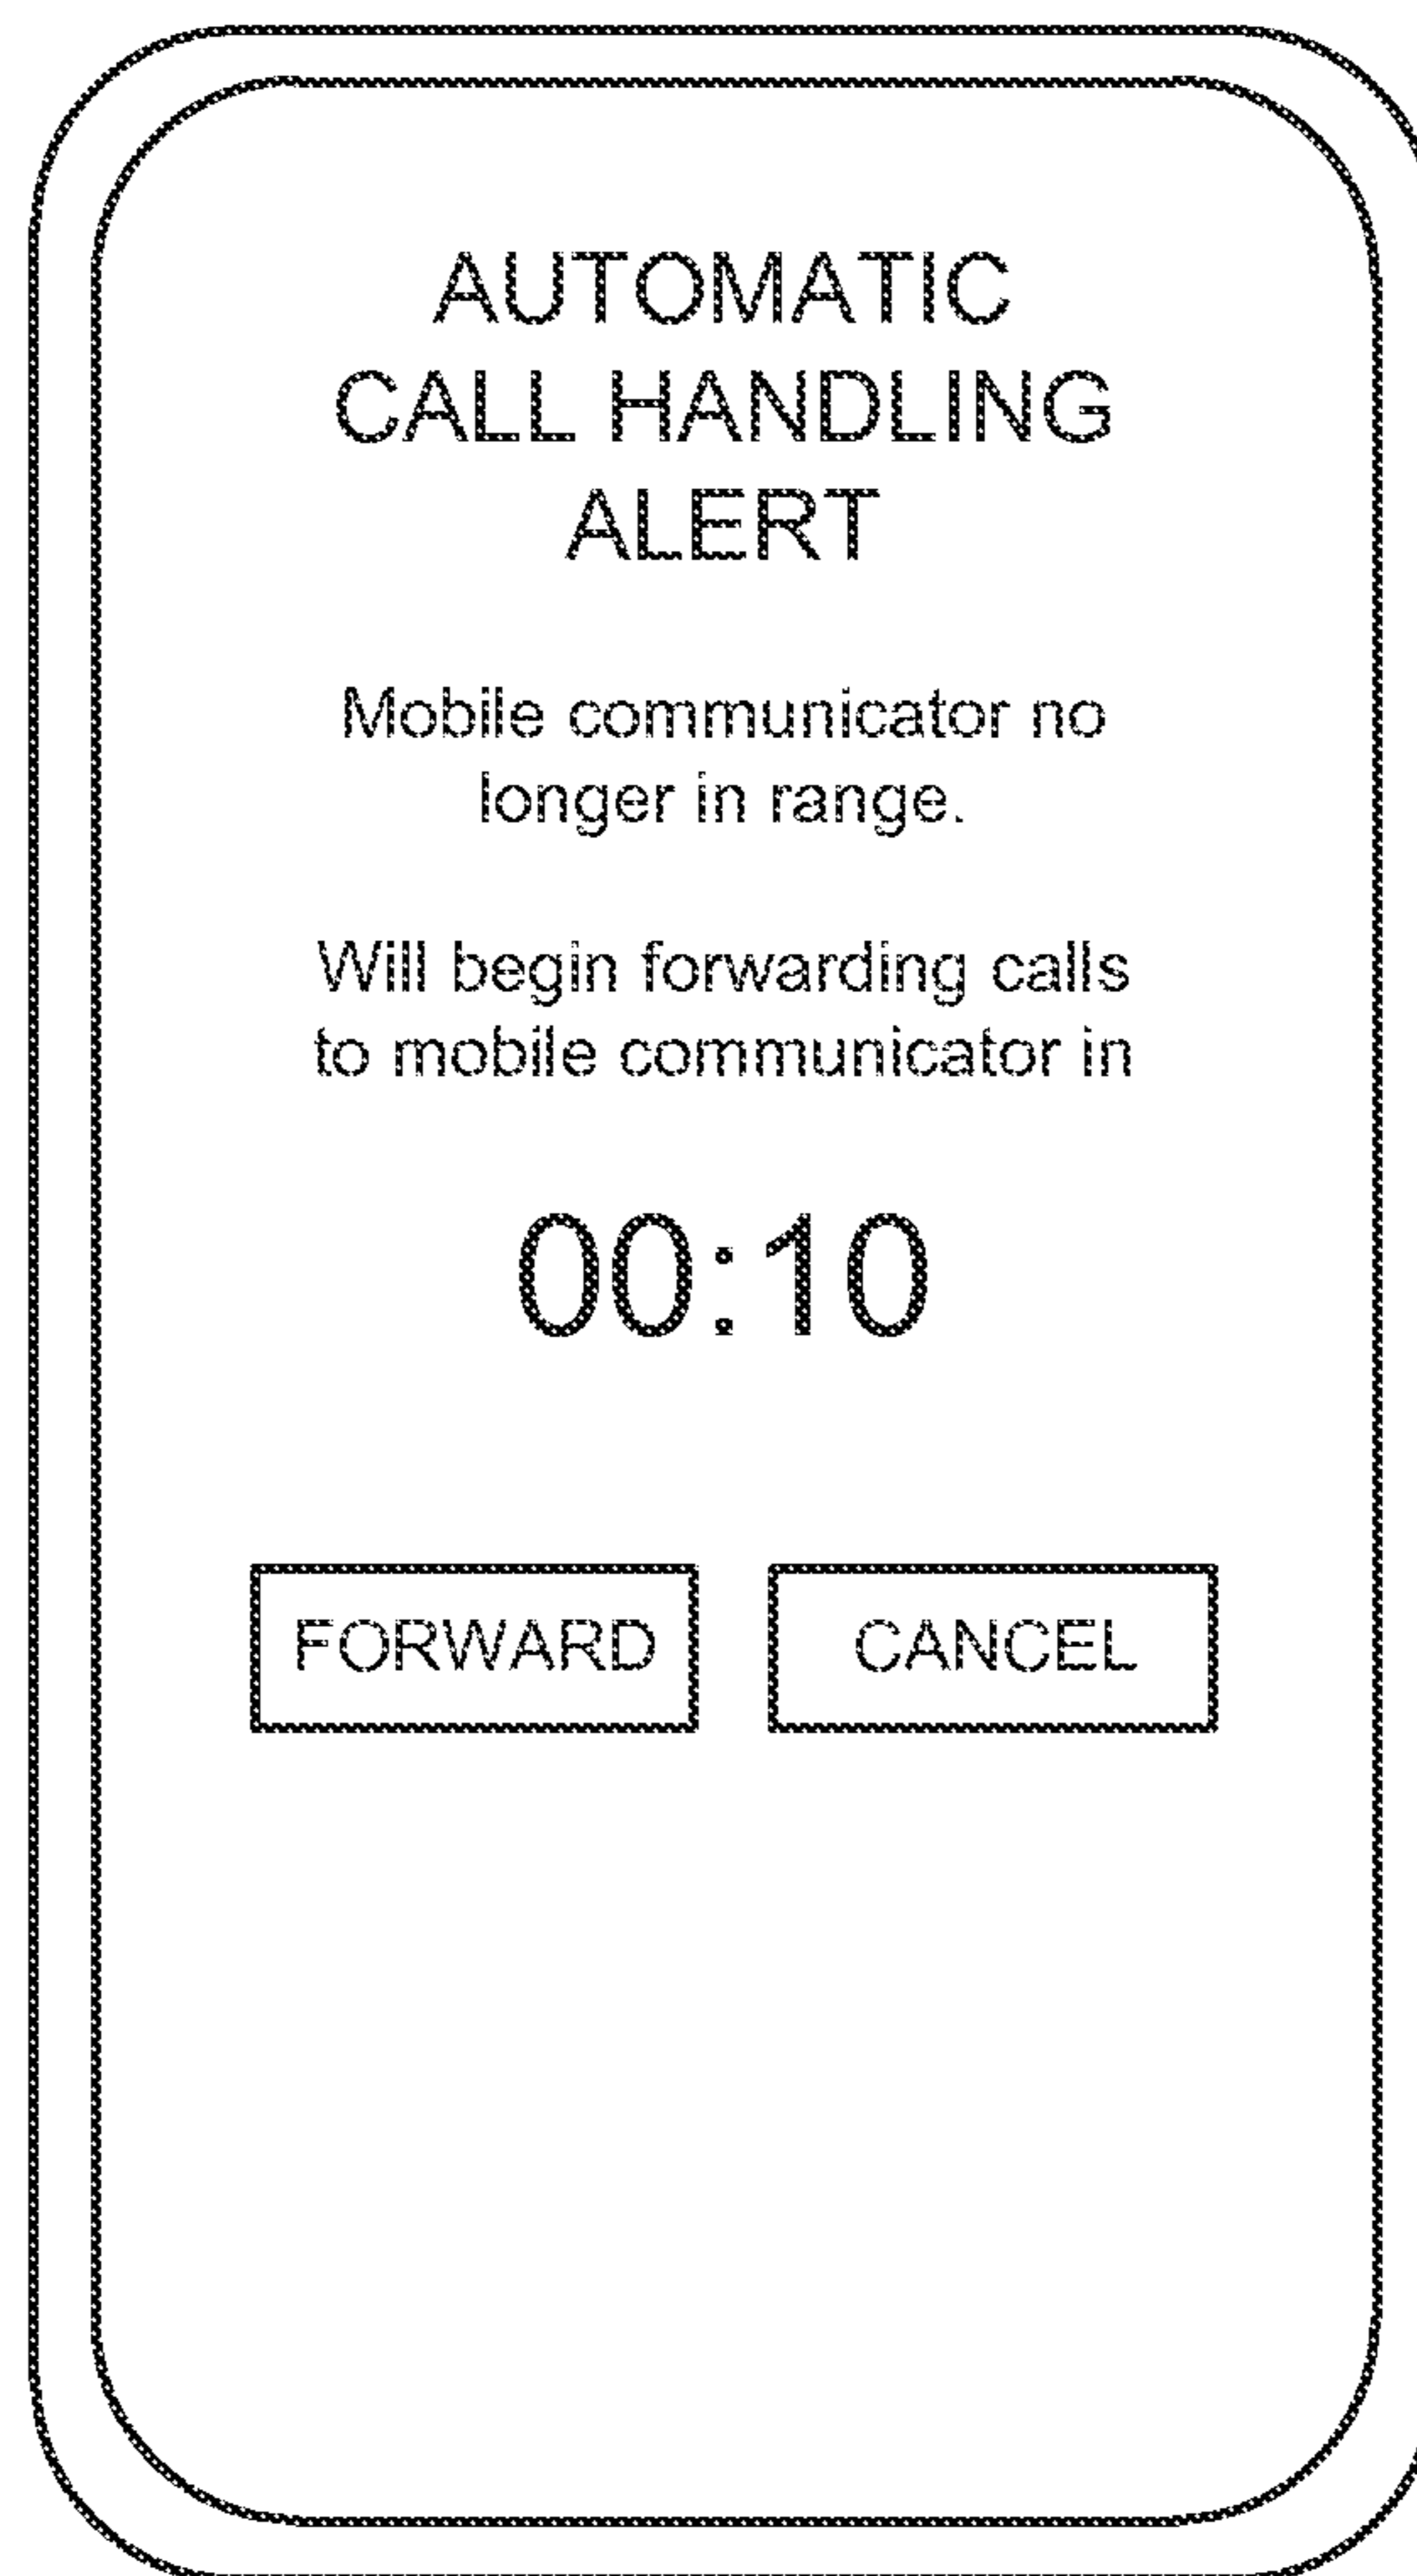 AUTOMATIC
CALL HANDLING
ALERT
Mobile communicator no
longer in range.
Will begin forwarding calls
to mobile communicator in
00:10
FORWARD CANCEL